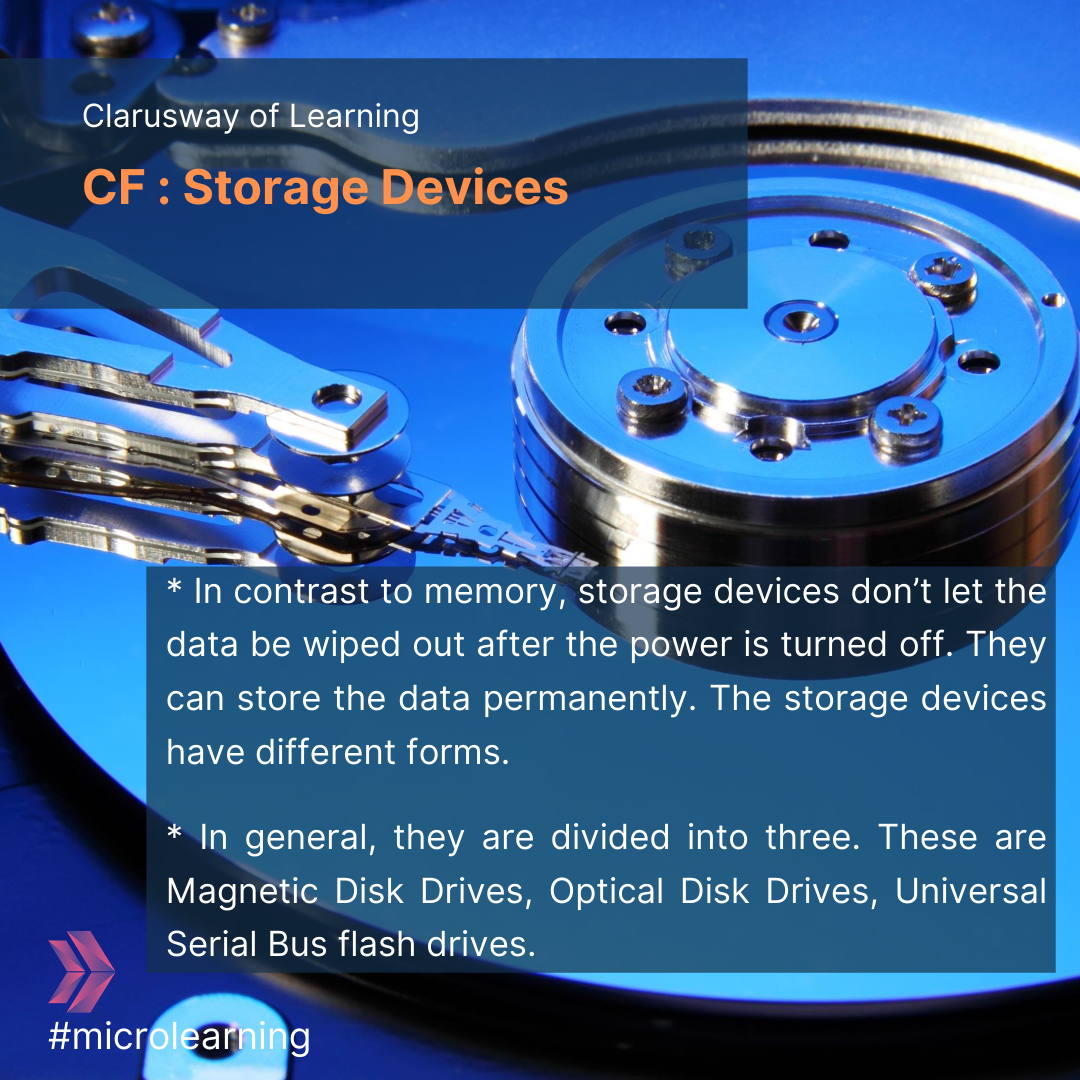 Clarusway of Learning
CF : Storage Devices
* In contrast to memory, storage devices don’t let the
data be wiped out after the power is turned off. They
can store the data permanently. The storage devices
have different forms.
* In general, they are divided into three. These are
Magnetic Disk Drives, Optical Disk Drives, Universal
Serial Bus flash drives.
#microlearning